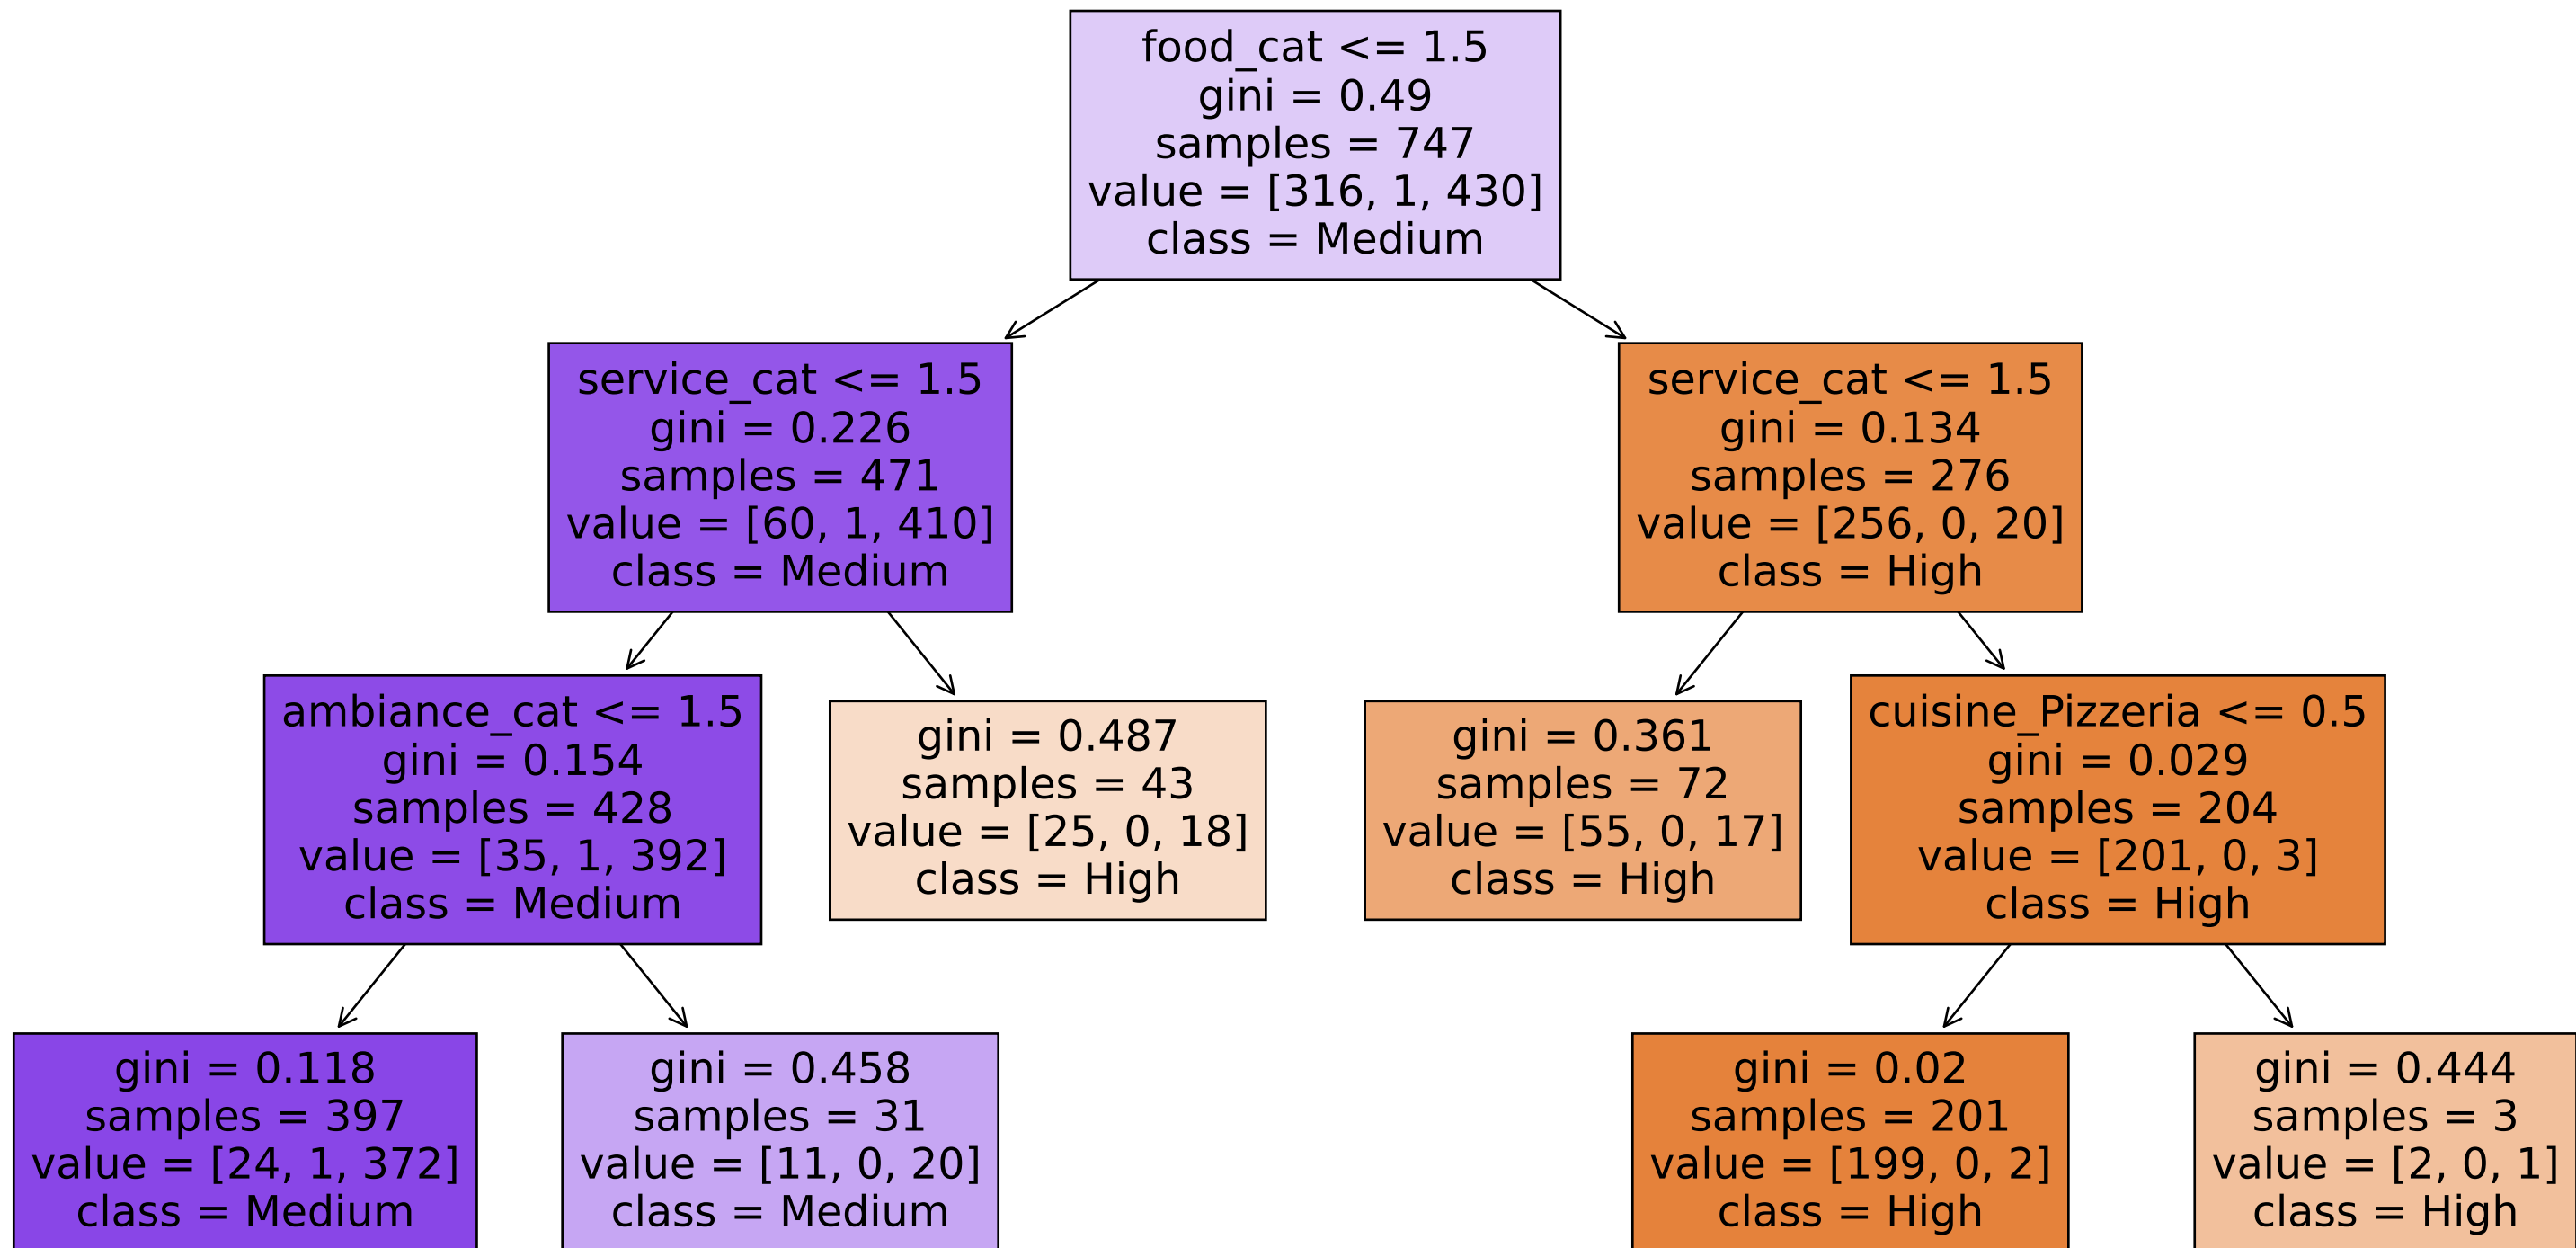 food_cat <= 1.5
gini = 0.49
samples = 747
value = [316, 1, 430]
class = Medium
service_cat <= 1.5
gini = 0.226
samples = 471
value = [60, 1, 410]
class = Medium
service_cat <= 1.5
gini = 0.134
samples = 276
value = [256, 0, 20]
class = High
ambiance_cat <= 1.5
gini = 0.154
samples = 428
value = [35, 1, 392]
class = Medium
gini = 0.487
samples = 43
value = [25, 0, 18]
class = High
gini = 0.361
samples = 72
value = [55, 0, 17]
class = High
cuisine_Pizzeria <= 0.5
gini = 0.029
samples = 204
value = [201, 0, 3]
class = High
gini = 0.118
samples = 397
value = [24, 1, 372]
class = Medium
gini = 0.458
samples = 31
value = [11, 0, 20]
class = Medium
gini = 0.02
samples = 201
value = [199, 0, 2]
class = High
gini = 0.444
samples = 3
value = [2, 0, 1]
class = High